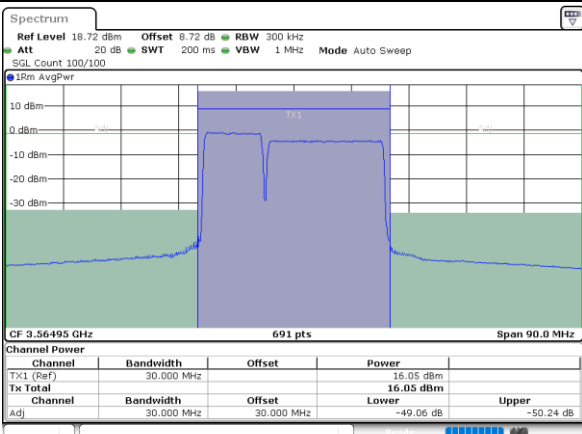 Spectrum
Ref Level 18.72 dBm Offset 8.72 dB RBW 300 kHz
Att 20 dB SWT 200 ms VBW 1 MHz Mode Auto Sweep
SGL Count 100/100
1Rm AvgPwr
10 dBm
TX1
0 dBm
Adj Adj
-10 dBm
-20 dBm
-30 dBm
CF 3.56495 GHz 691 pts Span 90.0 MHz
Channel Power
Channel Bandwidth Offset Power
TX1 (Ref) 30.000 MHz 16.05 dBm
Tx Total 16.05 dBm
Channel Bandwidth Offset Lower Upper
Adj 30.000 MHz 30.000 MHz -49.06 dB -50.24 dB